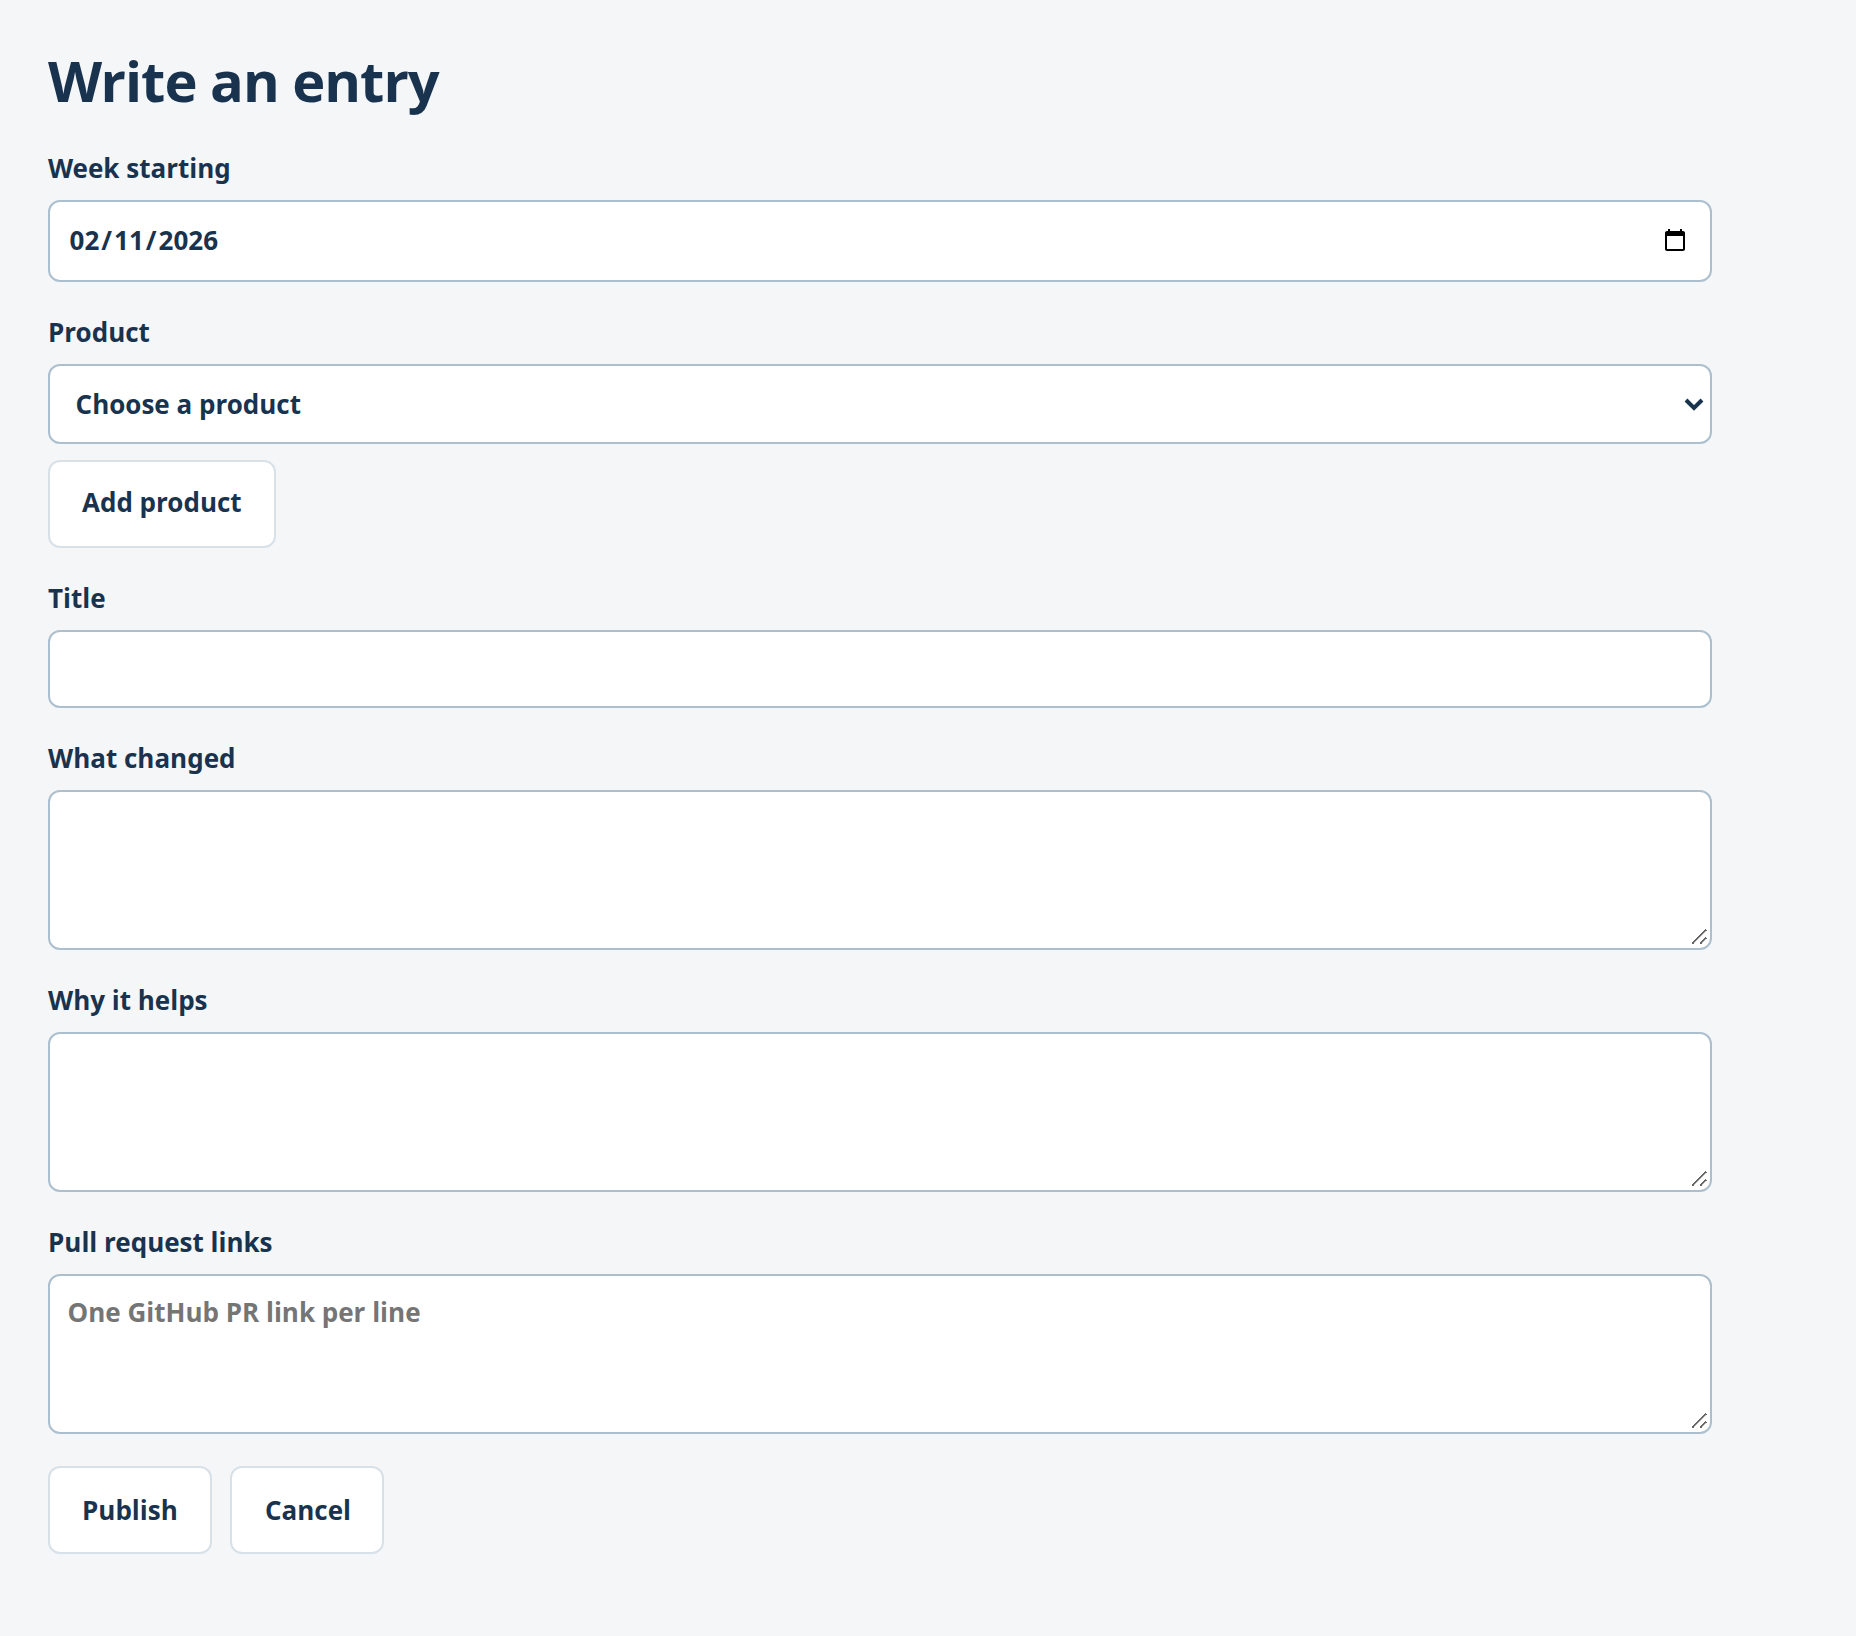 Write an entry
Week starting
02/11/2026
Product
Choose a product
Add product
Title
What changed
Why it helps
Pull request links
One GitHub PR link per line
Publish
Cancel